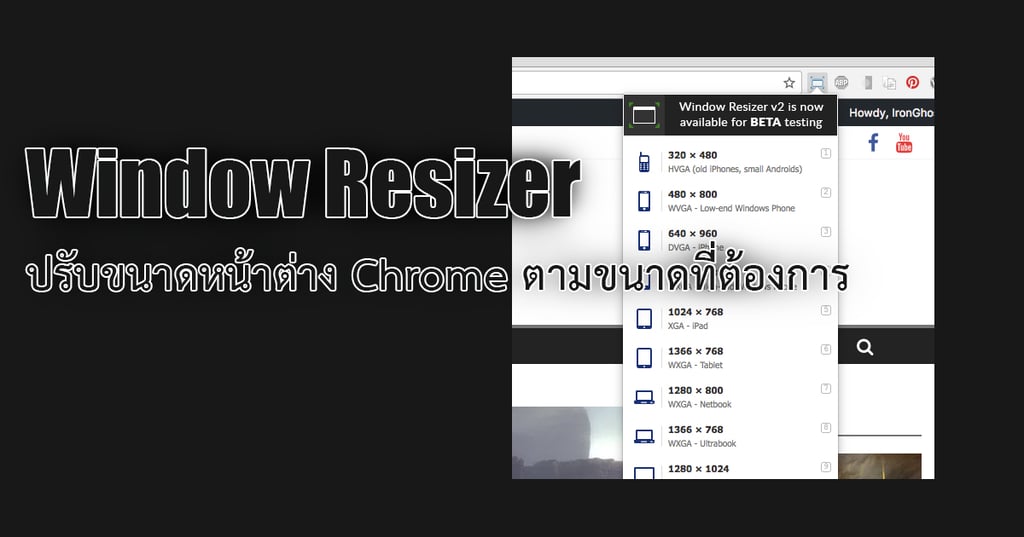 Window Resizer v2 is now
available for BETA testing
Howdy, IronGho
ABP
You
Tube
Window Resizer
ปรับขนาดหน้าต่าง Chrome ตามขนาดที่ต้องการ
320 × 480
HVGA (old iPhones, small Androids)
1
480 × 800
WVGA - Low-end Windows Phone
2
640 × 960
DVGA - iPhone
3
1024 × 768
XGA - iPad
5
1366 × 768
WXGA - Tablet
6
1280 × 800
WXGA - Netbook
7
1366 × 768
WXGA - Ultrabook
8
1280 × 1024
9